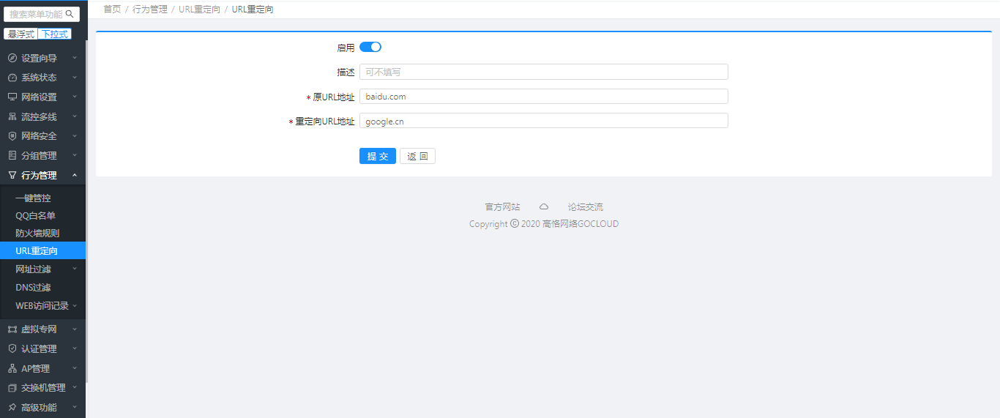 搜索菜单功能
悬浮式 下拉式
设置向导
系统状态
网络设置
流控多线
网络安全
分组管理
行为管理
一键管控
QQ白名单
防火墙规则
URL重定向
网址过滤
DNS过滤
WEB访问记录
虚拟专网
认证管理
AP管理
交换机管理
高级功能
首页 / 行为管理 / URL重定向 / URL重定向
启用
描述 可不填写
* 原URL地址 baidu.com
* 重定向URL地址 google.cn
提 交 返 回
官方网站 论坛交流
Copyright © 2020 高恪网络GOCLOUD